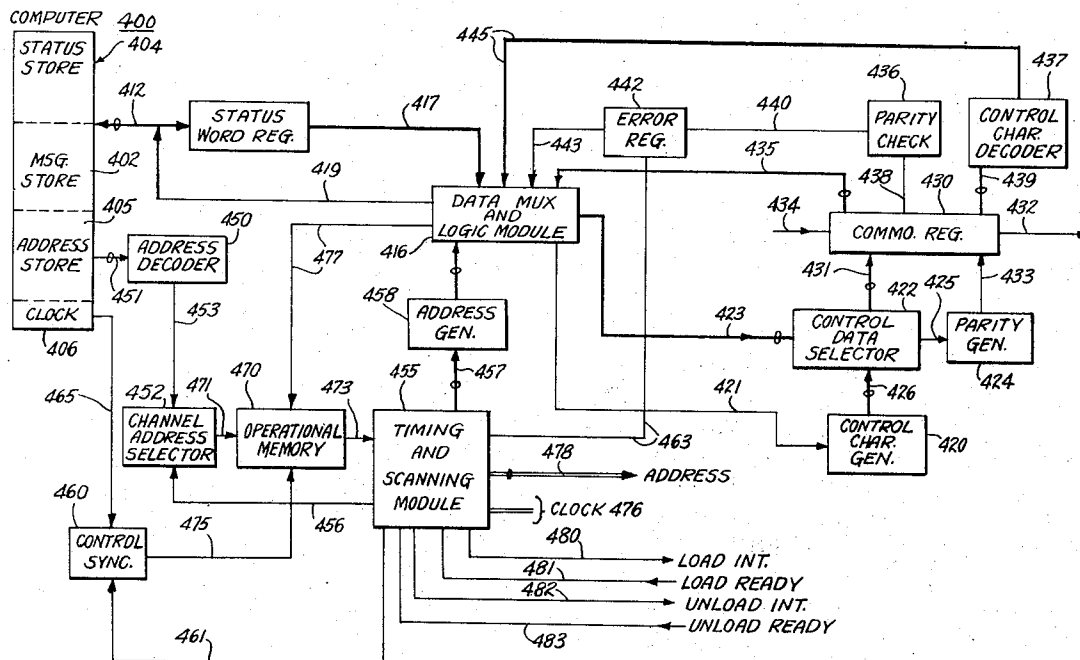 COMPUTER 400
STATUS
STORE
404
412
STATUS
WORD REG.
417
445
442
ERROR
REG.
440
436
PARITY
CHECK
437
CONTROL
CHAR.
DECODER
443
435
438
430
439
MSG.
STORE
402
419
DATA MUX
AND
LOGIC MODULE
416
477
434
COMMO. REG.
432
405
ADDRESS
STORE
451
450
ADDRESS
DECODER
453
431
433
CLOCK
406
458
ADDRESS
GEN.
457
423
422
CONTROL
DATA
SELECTOR
425
PARITY
GEN.
424
465
452
CHANNEL
ADDRESS
SELECTOR
471
470
OPERATIONAL
MEMORY
473
455
TIMING
AND
SCANNING
MODULE
421
426
CONTROL
CHAR.
GEN.
420
463
478
ADDRESS
456
CLOCK 476
460
CONTROL
SYNC.
475
480
LOAD INT.
481
LOAD READY
482
UNLOAD INT.
483
UNLOAD READY
461